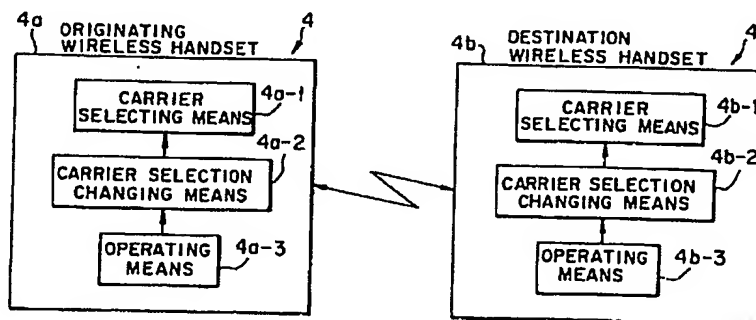 4a ORIGINATING
WIRELESS HANDSET
4
CARRIER
SELECTING MEANS
4a-1
4a-2
CARRIER SELECTION
CHANGING MEANS
OPERATING
MEANS
4a-3
4b DESTINATION
WIRELESS HANDSET
4
CARRIER
SELECTING MEANS
4b-1
4b-2
CARRIER SELECTION
CHANGING MEANS
OPERATING
MEANS
4b-3